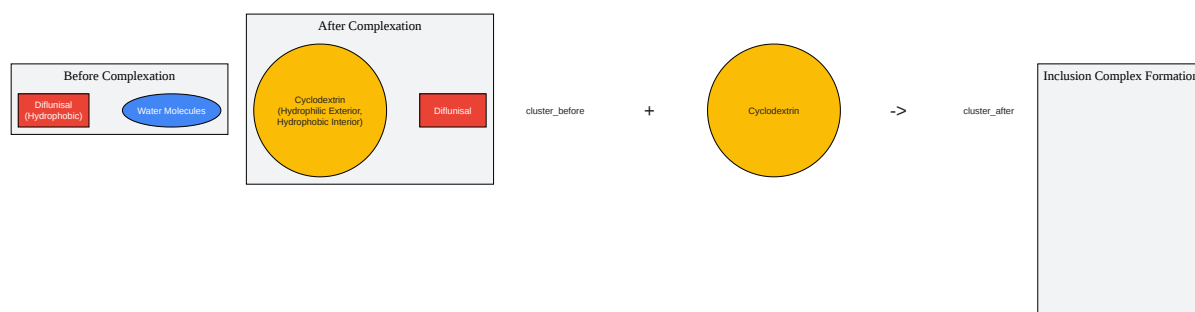 After Complexation
Before Complexation
Diflunisal
(Hydrophobic)
Water Molecules
Cyclodextrin
(Hydrophilic Exterior,
Hydrophobic Interior)
Diflunisal
cluster_before
+
Cyclodextrin
->
cluster_after
Inclusion Complex Formation